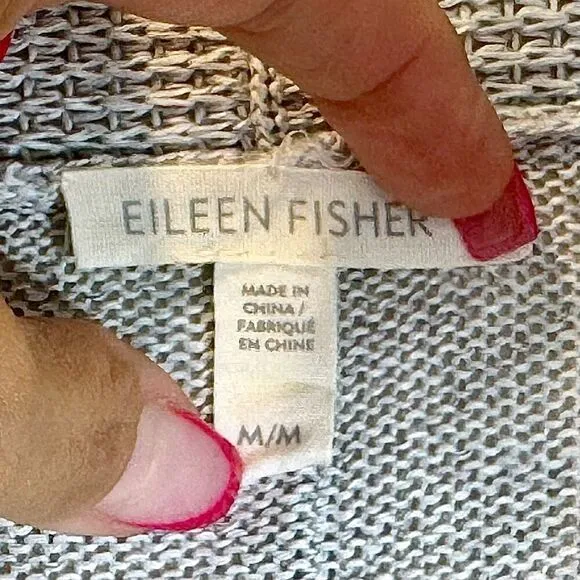 EILEEN FISHER
MADE IN
CHINA /
FABRIQUÉ
EN CHINE
M/M